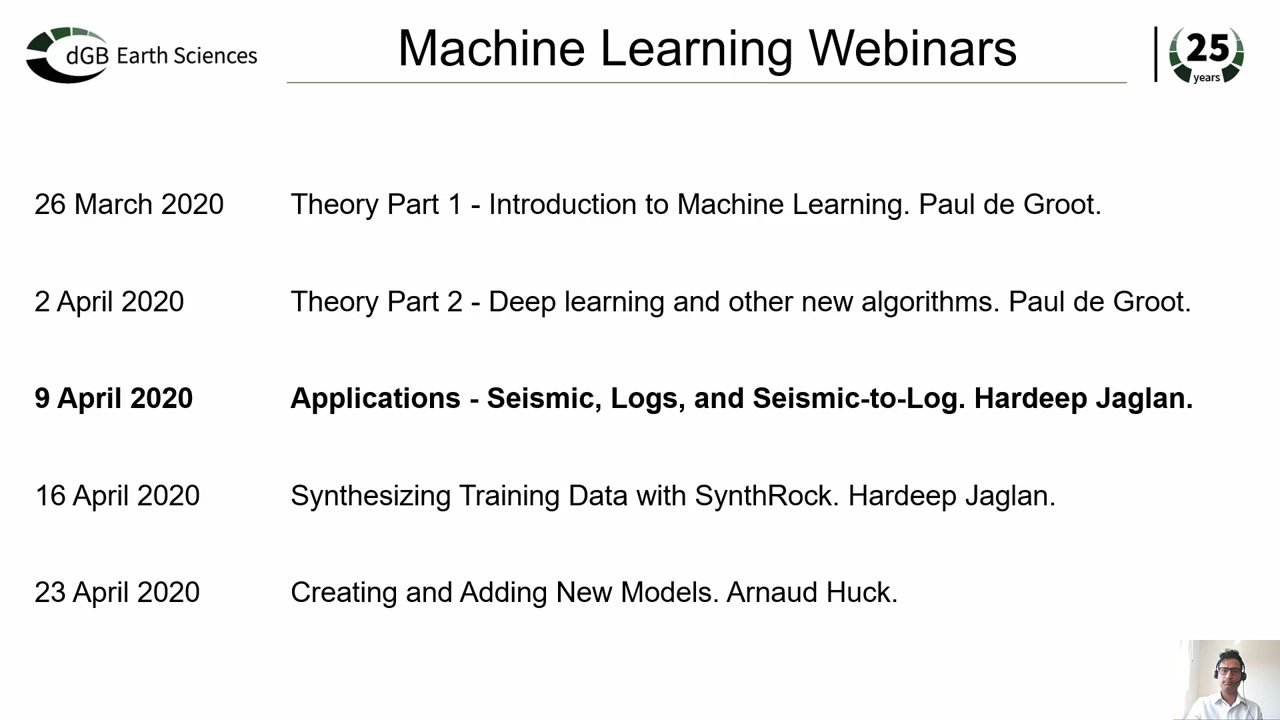 dGB Earth Sciences
Machine Learning Webinars
25
years
26 March 2020 Theory Part 1 - Introduction to Machine Learning. Paul de Groot.
2 April 2020 Theory Part 2 - Deep learning and other new algorithms. Paul de Groot.
9 April 2020 Applications - Seismic, Logs, and Seismic-to-Log. Hardeep Jaglan.
16 April 2020 Synthesizing Training Data with SynthRock. Hardeep Jaglan.
23 April 2020 Creating and Adding New Models. Arnaud Huck.